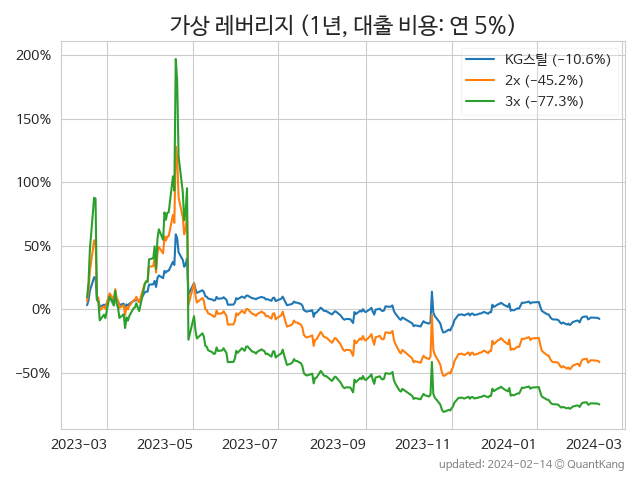 가상 레버리지 (1년, 대출 비용: 연 5%)
KG스틸 (−10.6%)
2x (−45.2%)
3x (−77.3%)
200%
150%
100%
50%
0%
−50%
2023-03 2023-05 2023-07 2023-09 2023-11 2024-01 2024-03
updated: 2024-02-14 © QuantKang